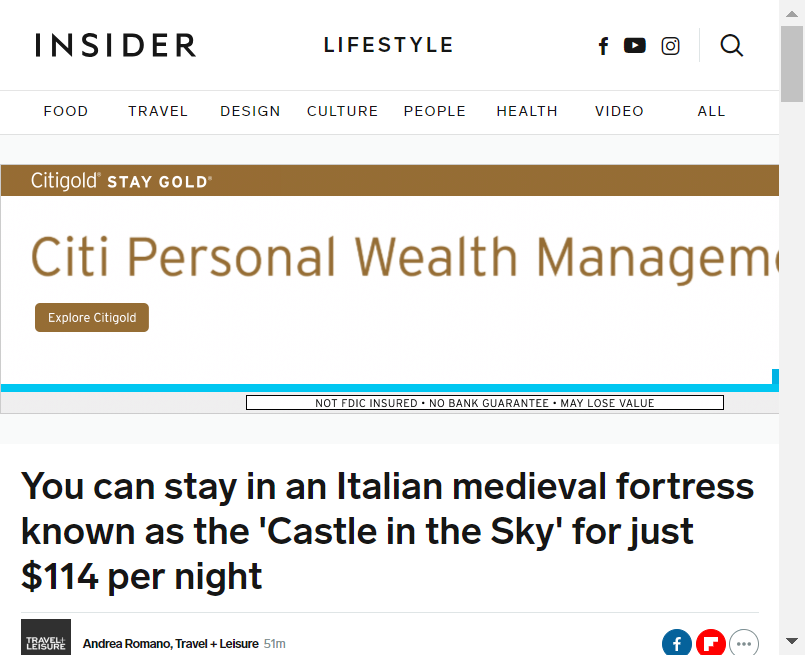 INSIDER
LIFESTYLE
FOOD TRAVEL DESIGN CULTURE PEOPLE HEALTH VIDEO ALL
Citigold® STAY GOLD®
Citi Personal Wealth Managem
Explore Citigold
NOT FDIC INSURED • NO BANK GUARANTEE • MAY LOSE VALUE
You can stay in an Italian medieval fortress
known as the 'Castle in the Sky' for just
$114 per night
TRAVEL+
LEISURE
Andrea Romano, Travel + Leisure 51m